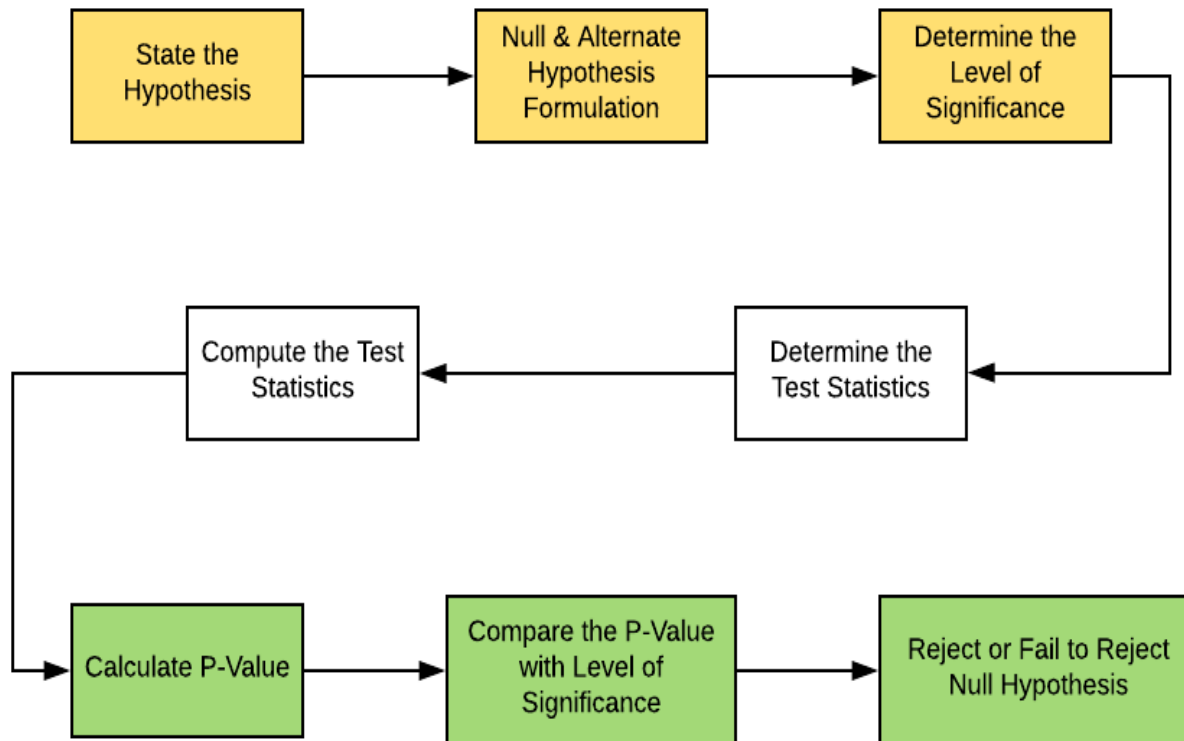 State the
Hypothesis
Null & Alternate
Hypothesis
Formulation
Determine the
Level of
Significance
Determine the
Test Statistics
Compute the Test
Statistics
Calculate P-Value
Compare the P-Value
with Level of
Significance
Reject or Fail to Reject
Null Hypothesis